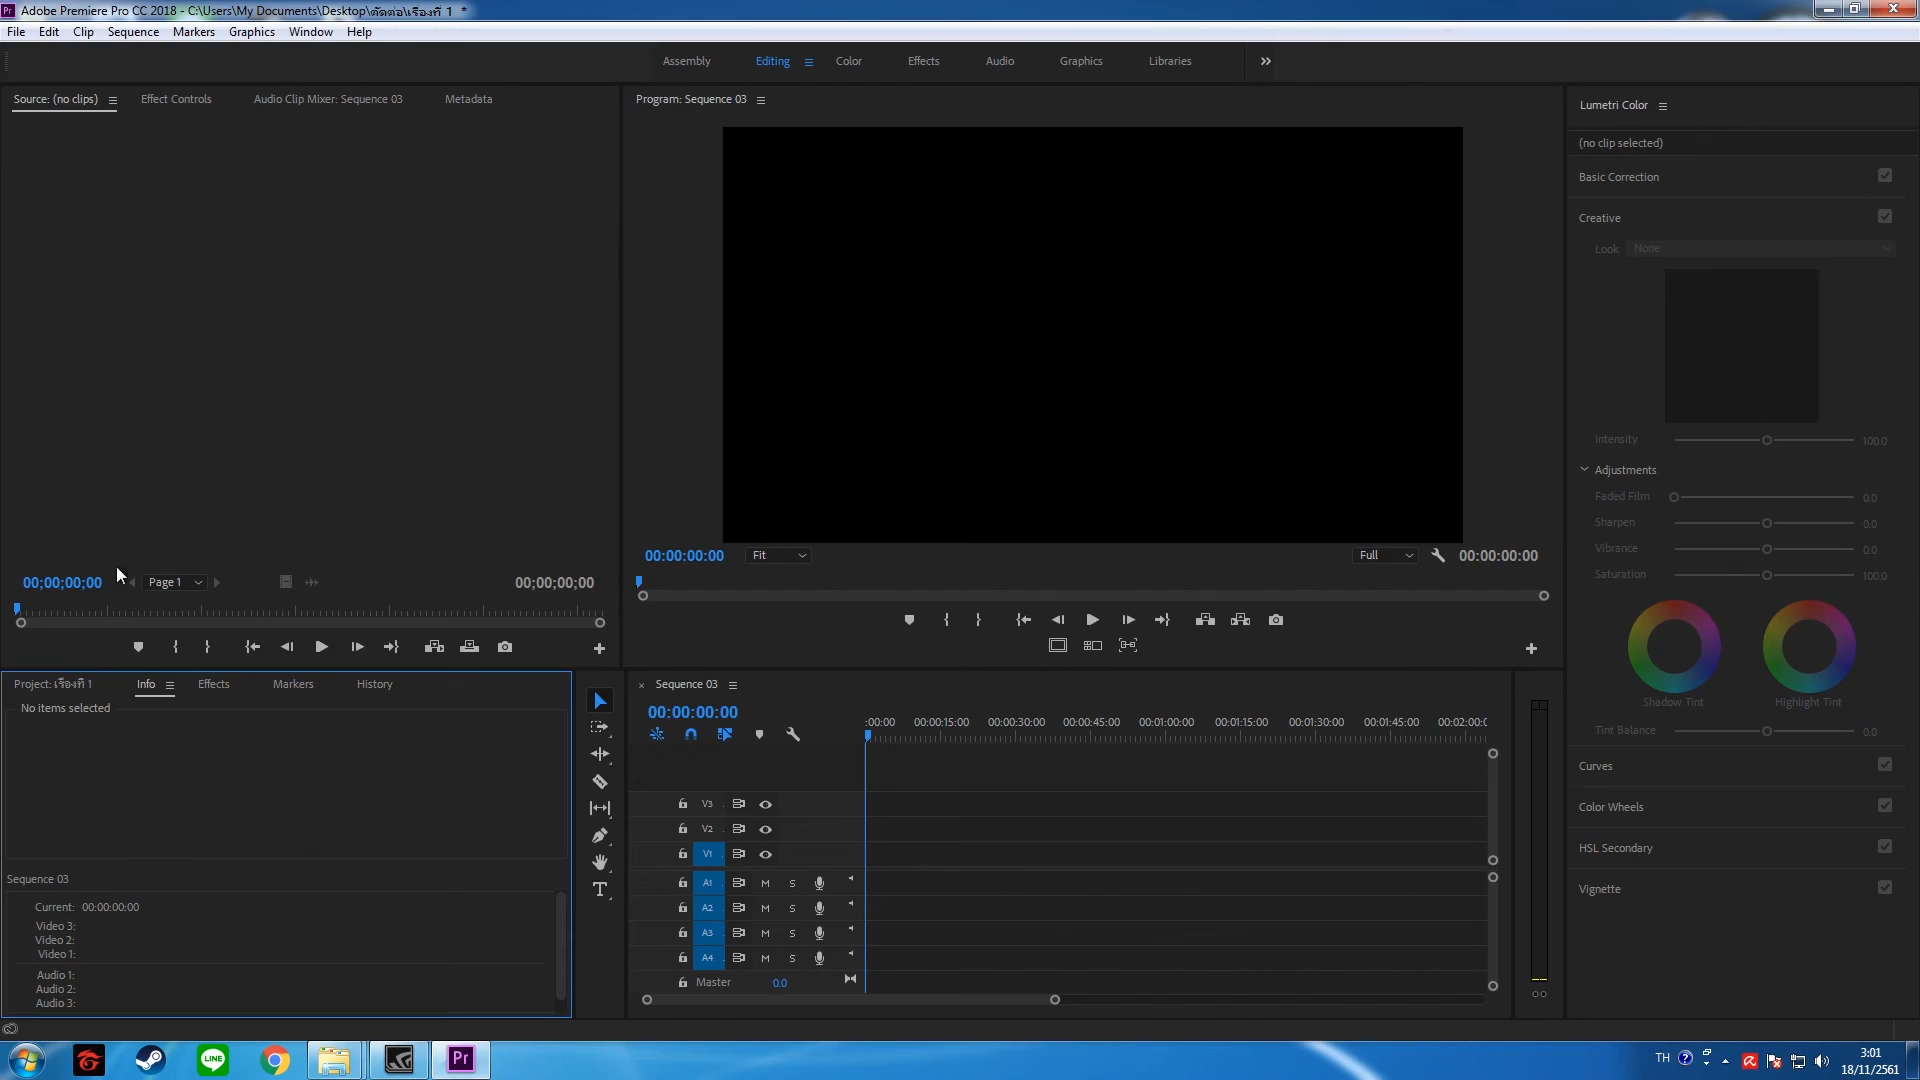 Adobe Premiere Pro CC 2018 - C:\Users\My Documents\Desktop\ตัดต่อ\เรื่องที่ 1 *
File Edit Clip Sequence Markers Graphics Window Help
Assembly Editing Color Effects Audio Graphics Libraries
Source: (no clips) Effect Controls Audio Clip Mixer: Sequence 03 Metadata
Program: Sequence 03
Lumetri Color
(no clip selected)
Basic Correction
Creative
Look None
Intensity 100.0
Adjustments
Faded Film 0.0
Sharpen 0.0
Vibrance 0.0
Saturation 100.0
Shadow Tint Highlight Tint
Tint Balance 0.0
Curves
Color Wheels
HSL Secondary
Vignette
00;00;00;00 Page 1 00;00;00;00
00:00:00:00 Fit Full 00:00:00:00
Project: เรื่องที่ 1 Info Effects Markers History
No items selected
Sequence 03
Current: 00:00:00:00
Video 3:
Video 2:
Video 1:
Audio 1:
Audio 2:
Audio 3:
Sequence 03
00:00:00:00
:00:00 00:00:15:00 00:00:30:00 00:00:45:00 00:01:00:00 00:01:15:00 00:01:30:00 00:01:45:00 00:02:00:0
V3
V2
V1
A1 M S
A2 M S
A3 M S
A4 M S
Master 0.0
Pr
LINE
Pr
TH
3:01
18/11/2561